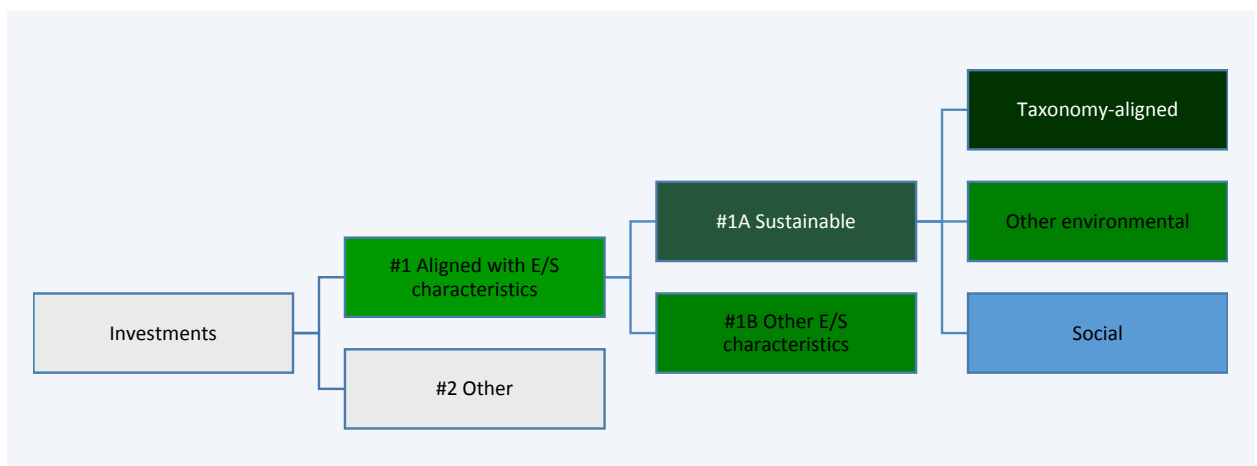 Investments
#1 Aligned with E/S
characteristics
#2 Other
#1A Sustainable
#1B Other E/S
characteristics
Taxonomy-aligned
Other environmental
Social